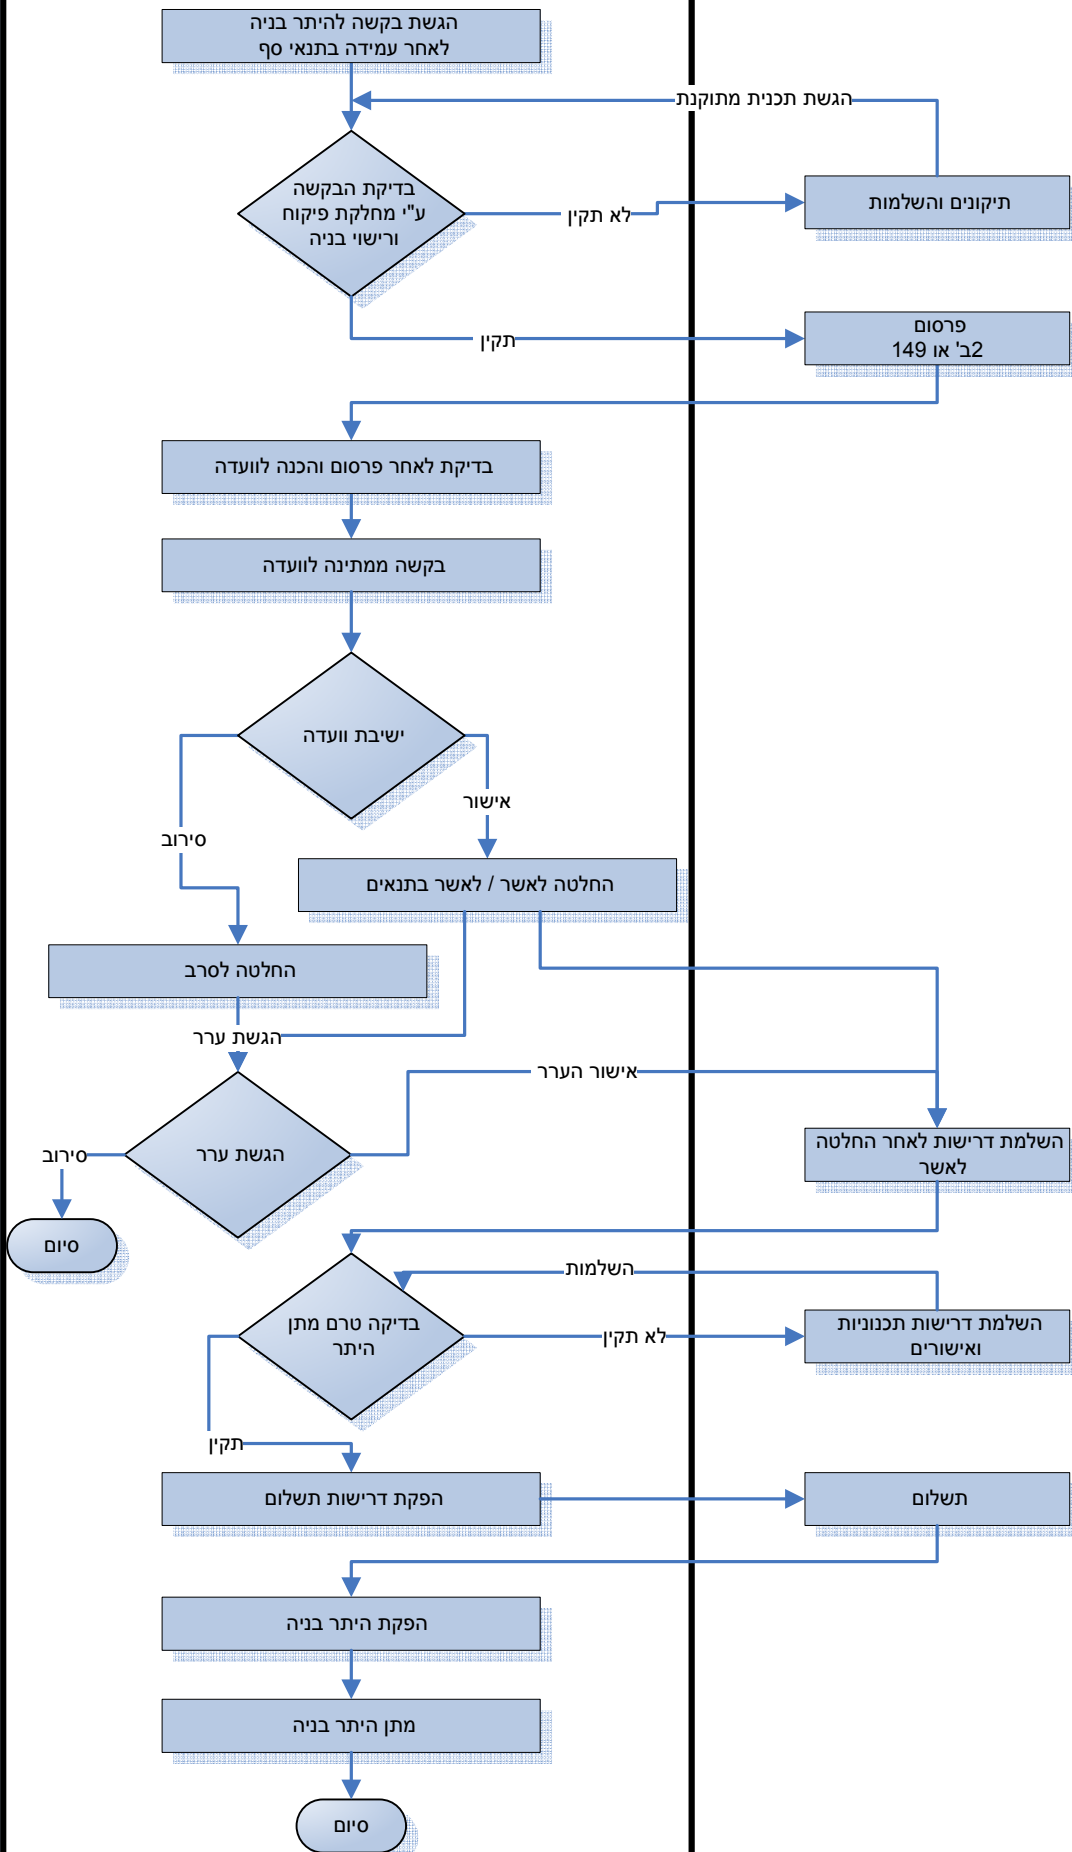 הגשת בקשה להיתר בניה
לאחר עמידה בתנאי סף
הגשת תכנית מתוקנת
בדיקת הבקשה
ע"י מחלקת פיקוח
ורישוי בניה
לא תקין
תיקונים והשלמות
תקין
פרסום
2ב' או 149
בדיקת לאחר פרסום והכנה לוועדה
בקשה ממתינה לוועדה
ישיבת וועדה
אישור
סירוב
החלטה לאשר / לאשר בתנאים
החלטה לסרב
הגשת ערר
אישור הערר
הגשת ערר
סירוב
סיום
השלמת דרישות לאחר החלטה
לאשר
השלמות
בדיקה טרם מתן
היתר
לא תקין
השלמת דרישות תכנוניות
ואישורים
תקין
הפקת דרישות תשלום
תשלום
הפקת היתר בניה
מתן היתר בניה
סיום